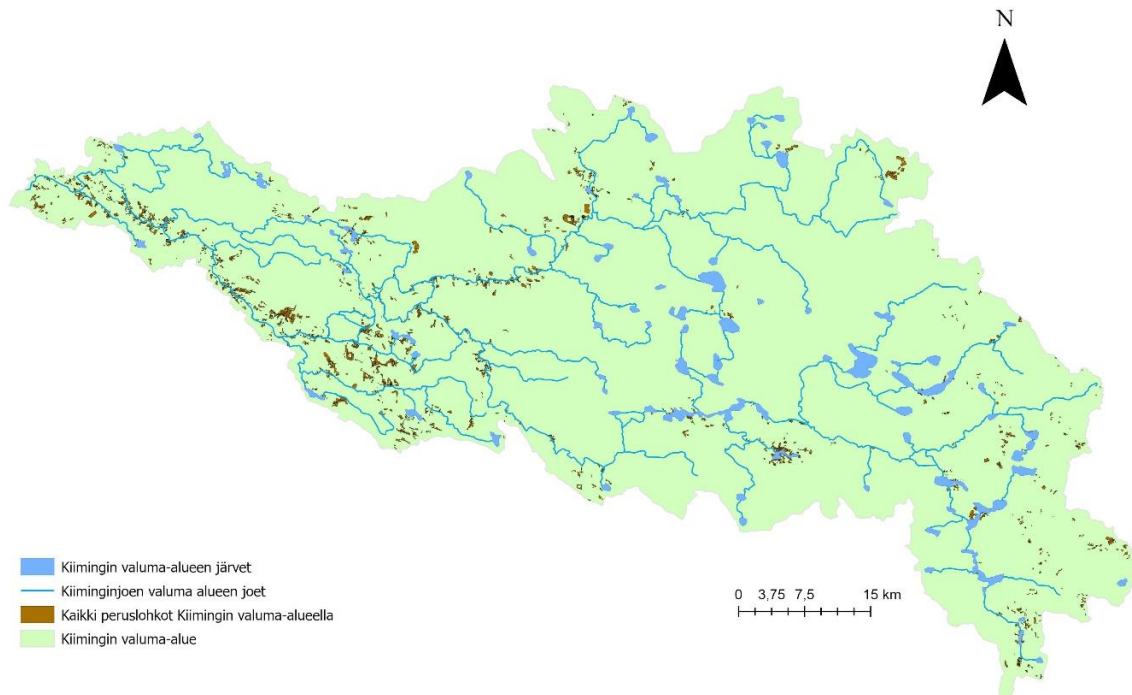 N
Kiimingin valuma-alueen järvet
Kiiminginjoen valuma alueen joet
Kaikki peruslohkot Kiimingin valuma-alueella
Kiimingin valuma-alue
0 3,75 7,5 15 km